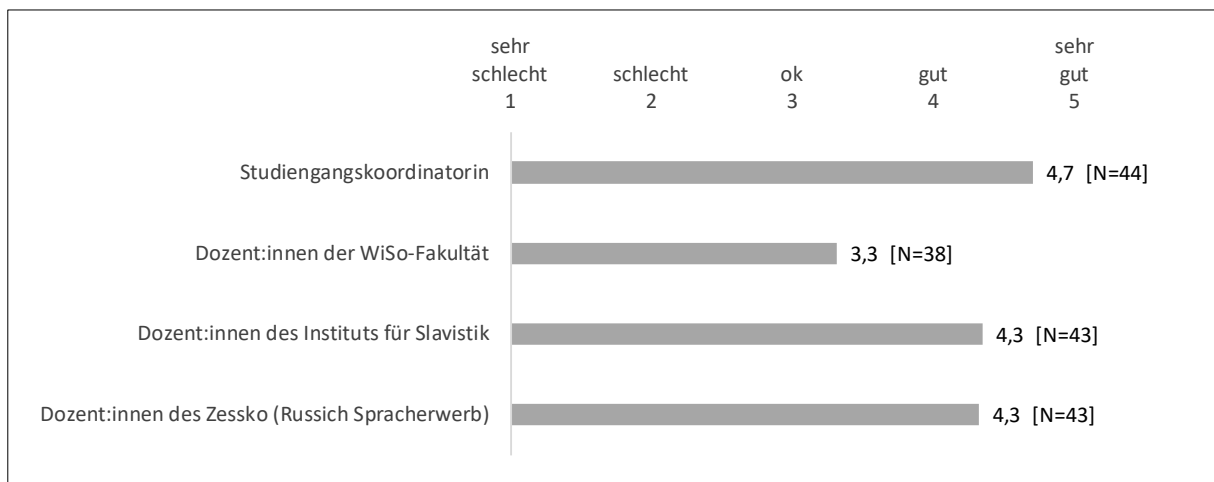 sehr schlecht 1
schlecht 2
ok 3
gut 4
sehr gut 5
Studiengangskoordinatorin 4,7 [N=44]
Dozent:innen der WiSo-Fakultät 3,3 [N=38]
Dozent:innen des Instituts für Slavistik 4,3 [N=43]
Dozent:innen des Zessko (Russich Spracherwerb) 4,3 [N=43]